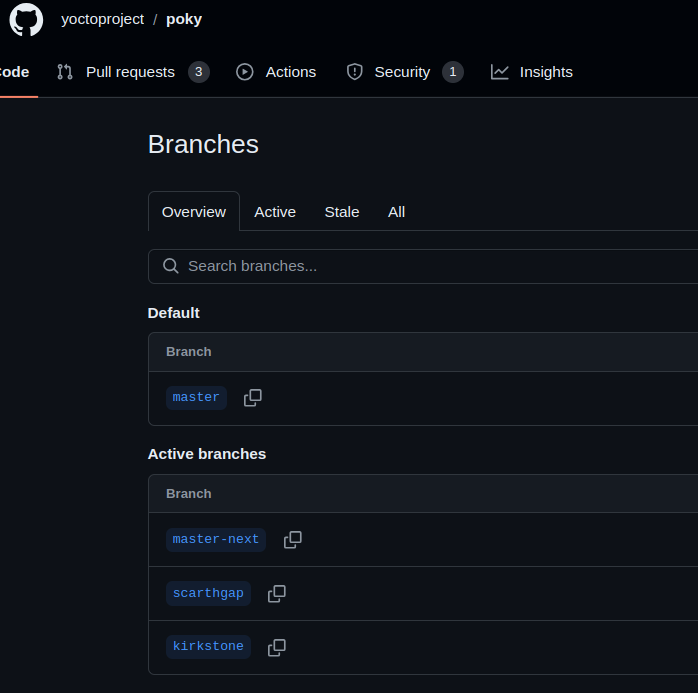 yoctoproject / poky
Code Pull requests 3 Actions Security 1 Insights
Branches
Overview Active Stale All
Search branches...
Default
Branch
master
Active branches
Branch
master-next
scarthgap
kirkstone